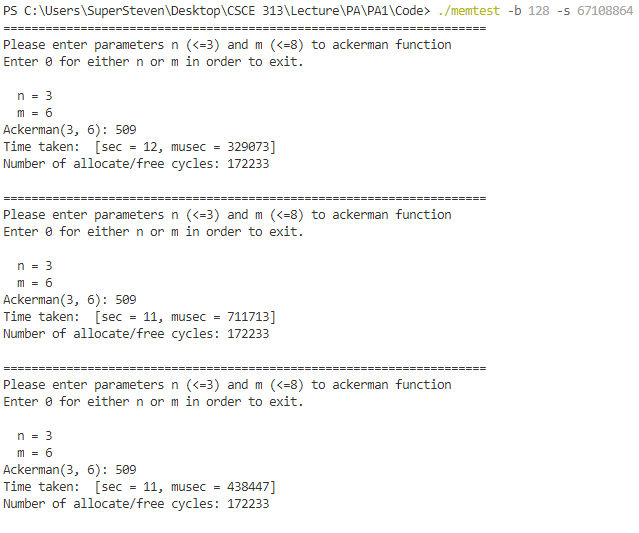 PS C:\Users\SuperSteven\Desktop\CSCE 313\Lecture\PA\PA1\Code> ./memtest -b 128 -s 67108864
=====================================================================
Please enter parameters n (<=3) and m (<=8) to ackerman function
Enter 0 for either n or m in order to exit.
n = 3
m = 6
Ackerman(3, 6): 509
Time taken:  [sec = 12, musec = 329073]
Number of allocate/free cycles: 172233
=====================================================================
Please enter parameters n (<=3) and m (<=8) to ackerman function
Enter 0 for either n or m in order to exit.
n = 3
m = 6
Ackerman(3, 6): 509
Time taken:  [sec = 11, musec = 711713]
Number of allocate/free cycles: 172233
=====================================================================
Please enter parameters n (<=3) and m (<=8) to ackerman function
Enter 0 for either n or m in order to exit.
n = 3
m = 6
Ackerman(3, 6): 509
Time taken:  [sec = 11, musec = 438447]
Number of allocate/free cycles: 172233